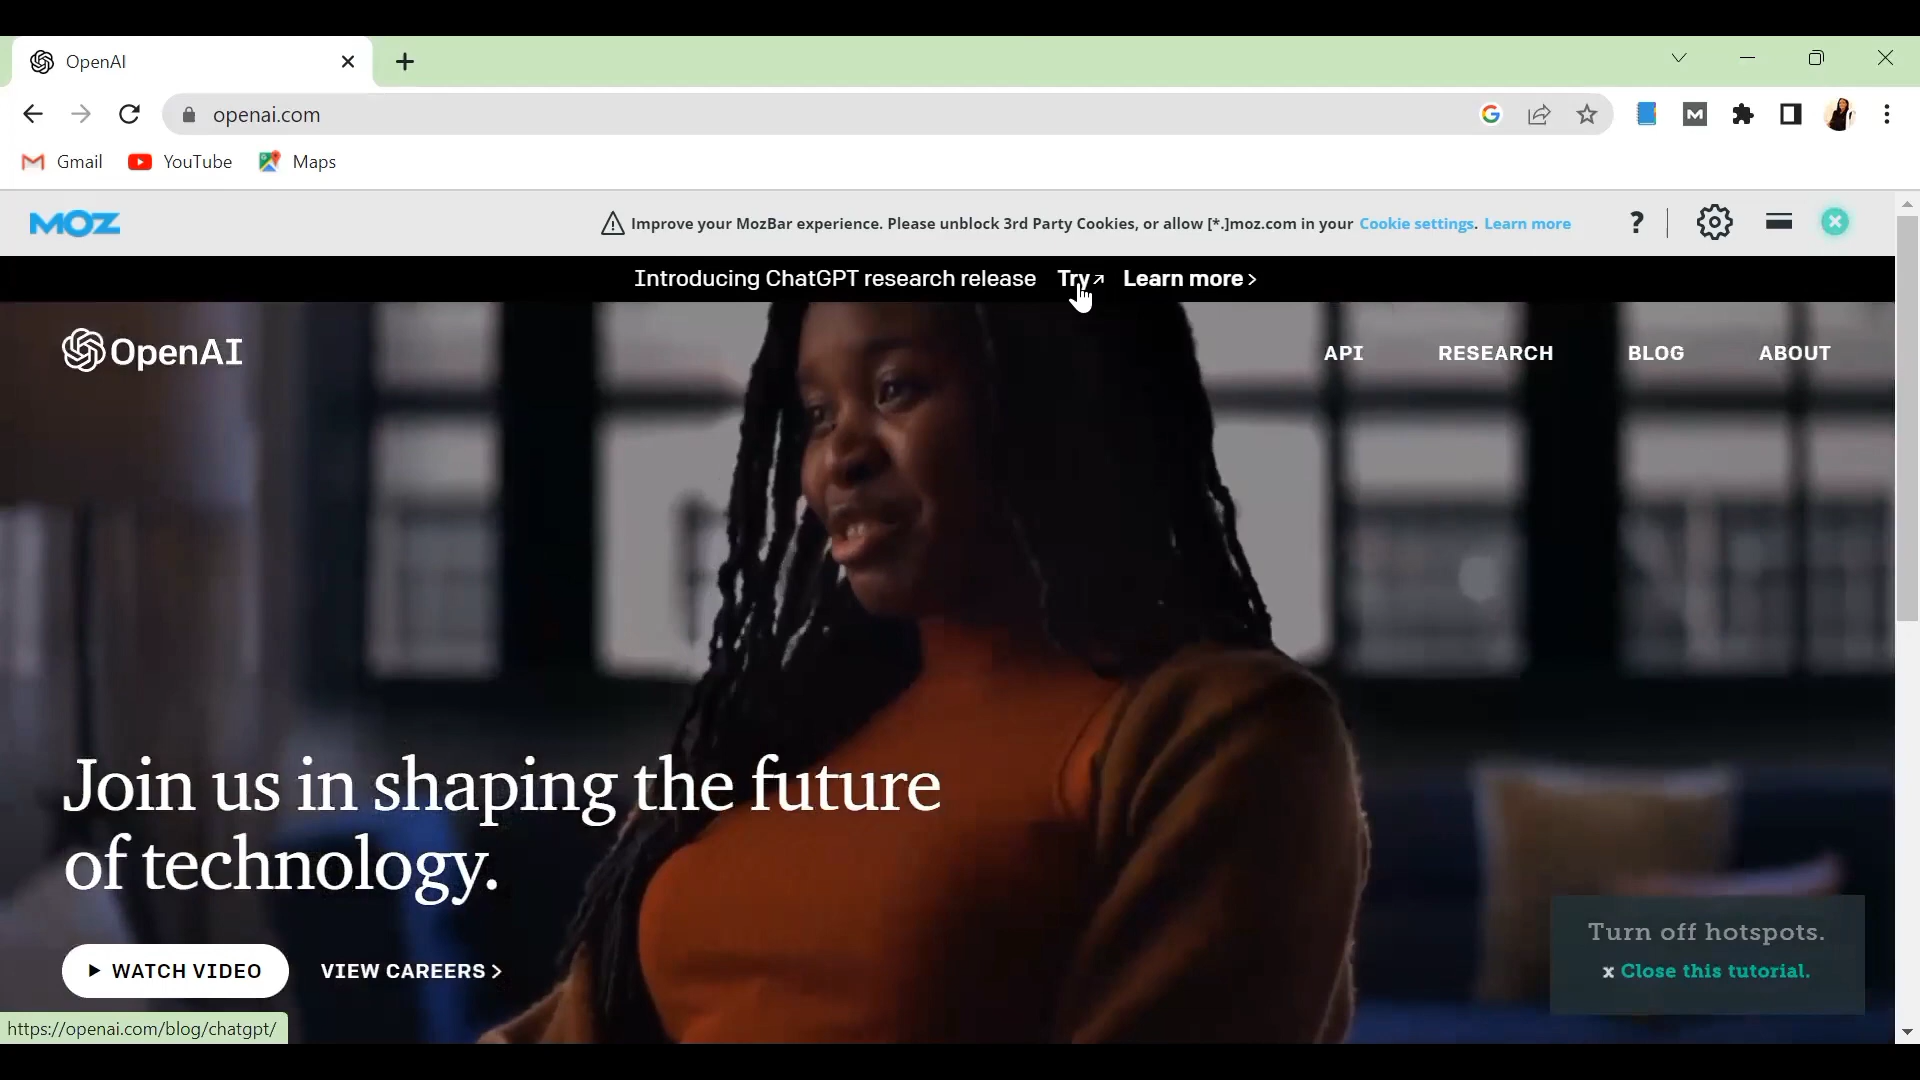 OpenAI
openai.com
Gmail YouTube Maps
MOZ
Improve your MozBar experience. Please unblock 3rd Party Cookies, or allow [*.]moz.com in your Cookie settings. Learn more
?
Introducing ChatGPT research release Try Learn more >
OpenAI
API RESEARCH BLOG ABOUT
Join us in shaping the future
of technology.
WATCH VIDEO VIEW CAREERS >
Turn off hotspots.
x Close this tutorial.
https://openai.com/blog/chatgpt/